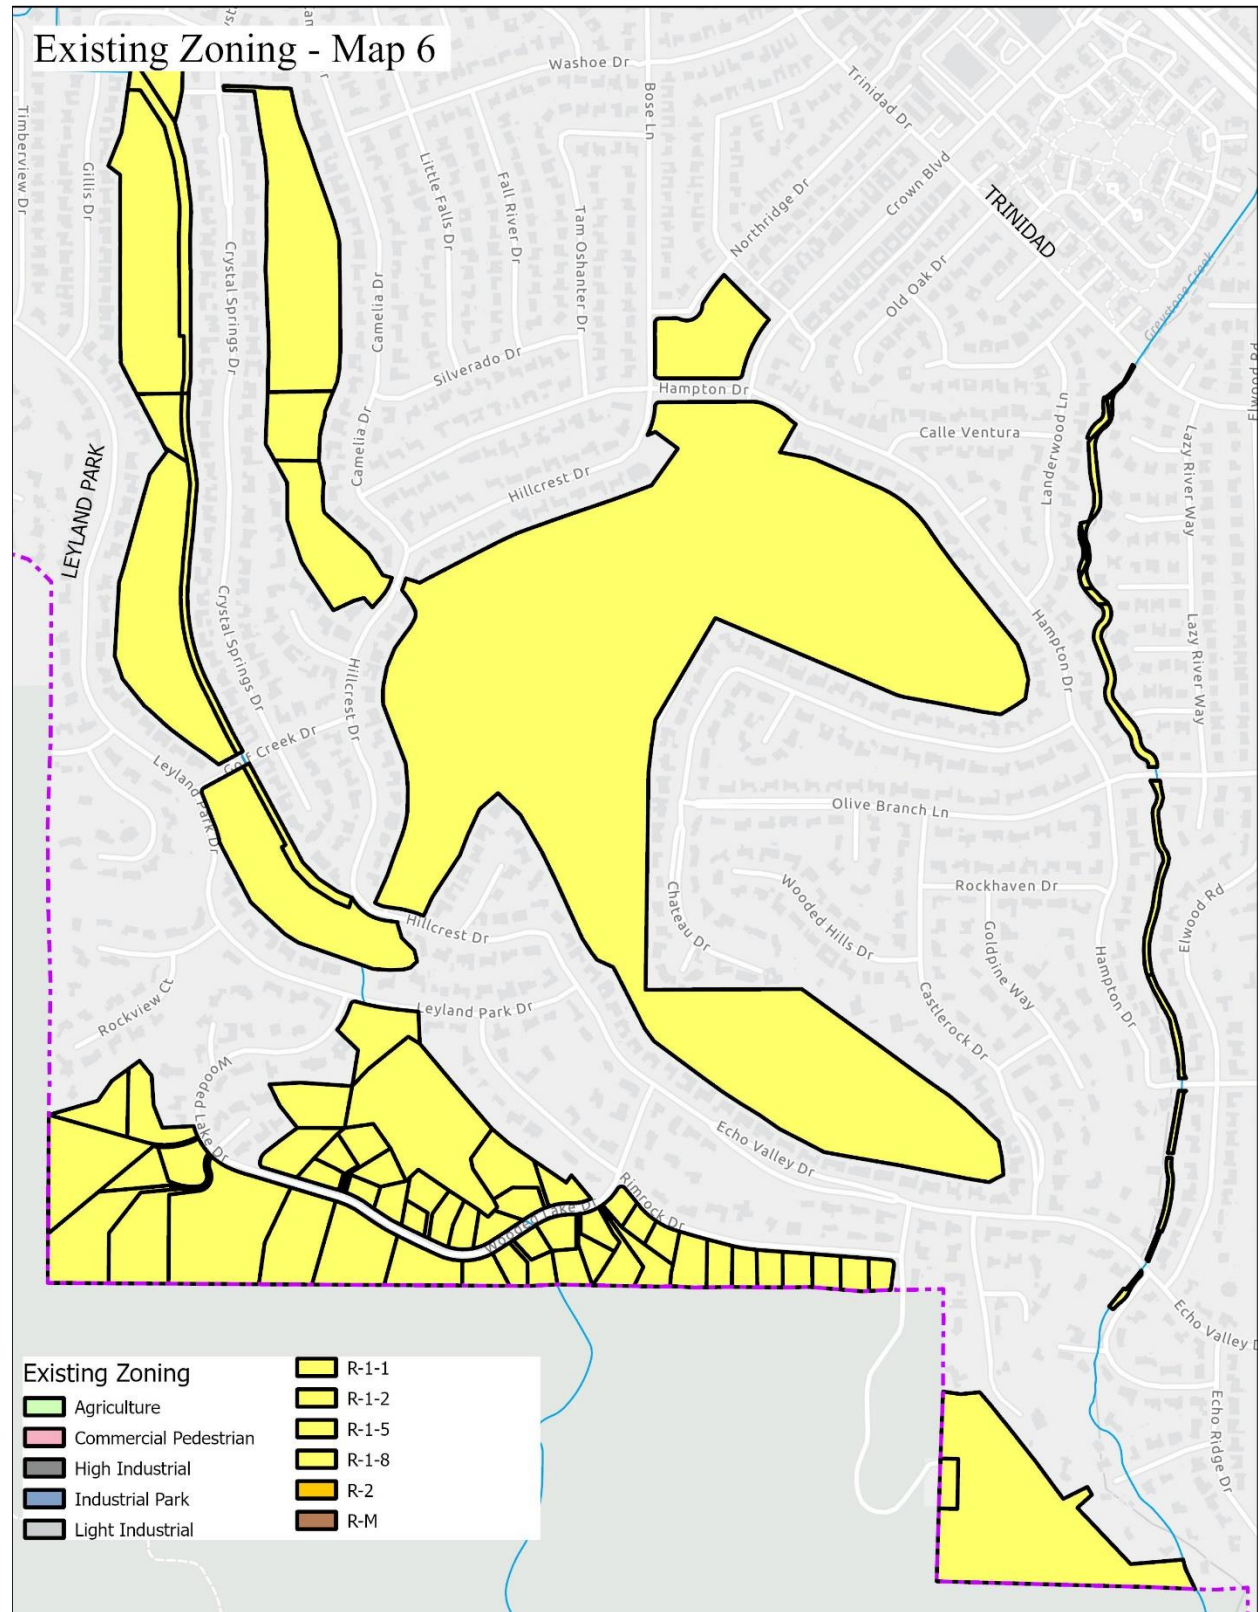 Existing Zoning - Map 6
Washoe Dr
Bose Ln
Trinidad Dr
Timberview Dr
Gillis Dr
Little Falls Dr
Fall River Dr
Tam Oshanter Dr
Northridge Dr
Crown Blvd
TRINIDAD
Crystal Springs Dr
Camelia Dr
Old Oak Dr
Greystone Creek
Silverado Dr
Hampton Dr
Elwood Rd
Camelia Dr
Calle Ventura
Landerwood Ln
Lazy River Way
Hillcrest Dr
LEYLAND PARK
Crystal Springs Dr
Hillcrest Dr
Hampton Dr
Lazy River Way
Golf Creek Dr
Leyland Park Dr
Olive Branch Ln
Rockhaven Dr
Chateau Dr
Wooded Hills Dr
Goldpine Way
Elwood Rd
Hillcrest Dr
Hampton Dr
Rockview Ct
Leyland Park Dr
Castlerock Dr
Wooded Lake Dr
Echo Valley Dr
Rimrock Dr
Wooded Lake Dr
Echo Valley D
Echo Ridge Dr
Existing Zoning
Agriculture
Commercial Pedestrian
High Industrial
Industrial Park
Light Industrial
R-1-1
R-1-2
R-1-5
R-1-8
R-2
R-M